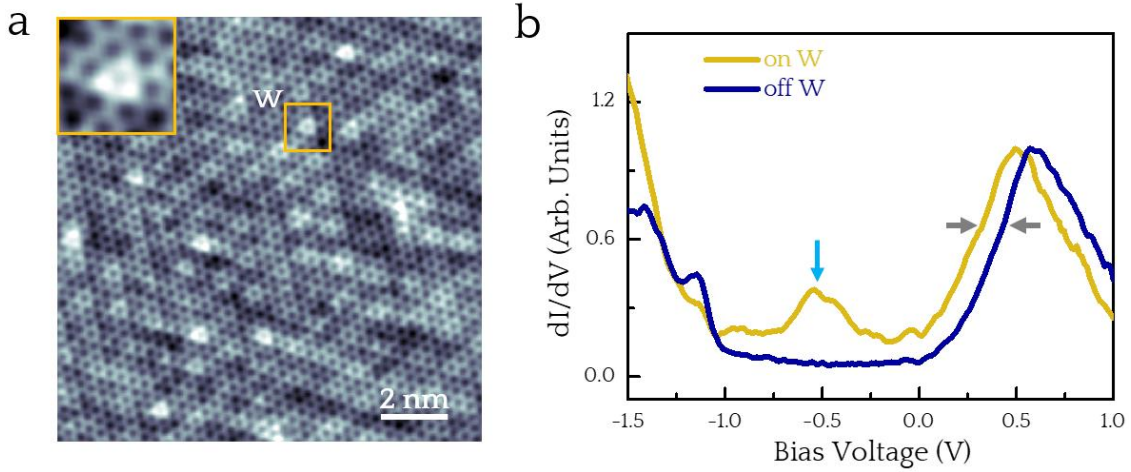 a
W
2 nm
b
on W
off W
dI/dV (Arb. Units)
1.2
0.6
0.0
−1.5 −1.0 −0.5 0.0 0.5 1.0
Bias Voltage (V)